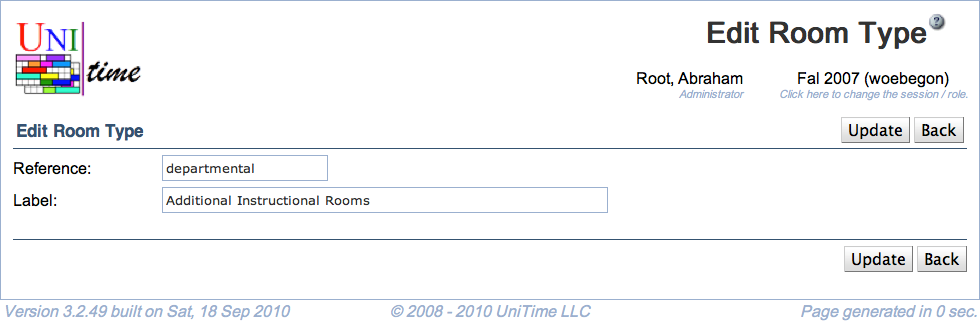 UNI
time
Edit Room Type
?
Root, Abraham
Fal 2007 (woebegon)
Administrator
Click here to change the session / role.
Edit Room Type
Update Back
Reference: departmental
Label: Additional Instructional Rooms
Update Back
Version 3.2.49 built on Sat, 18 Sep 2010 © 2008 - 2010 UniTime LLC Page generated in 0 sec.